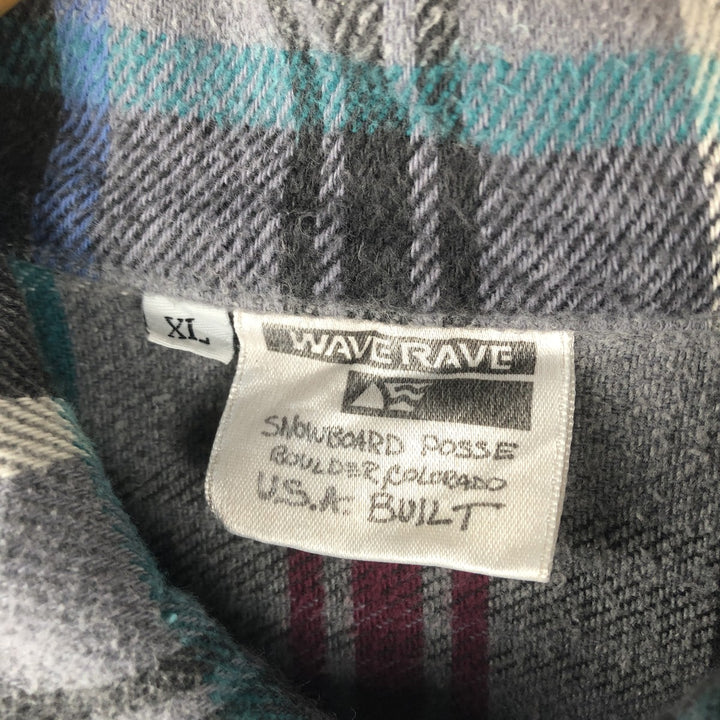 XL
WAVE RAVE
SNOWBOARD POSSE
BOULDER, COLORADO
U.S.A. BUILT